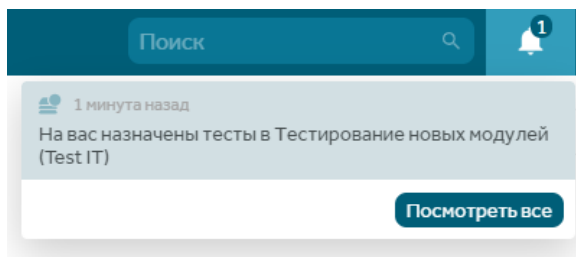 Поиск
1
1 минута назад
На вас назначены тесты в Тестирование новых модулей
(Test IT)
Посмотреть все